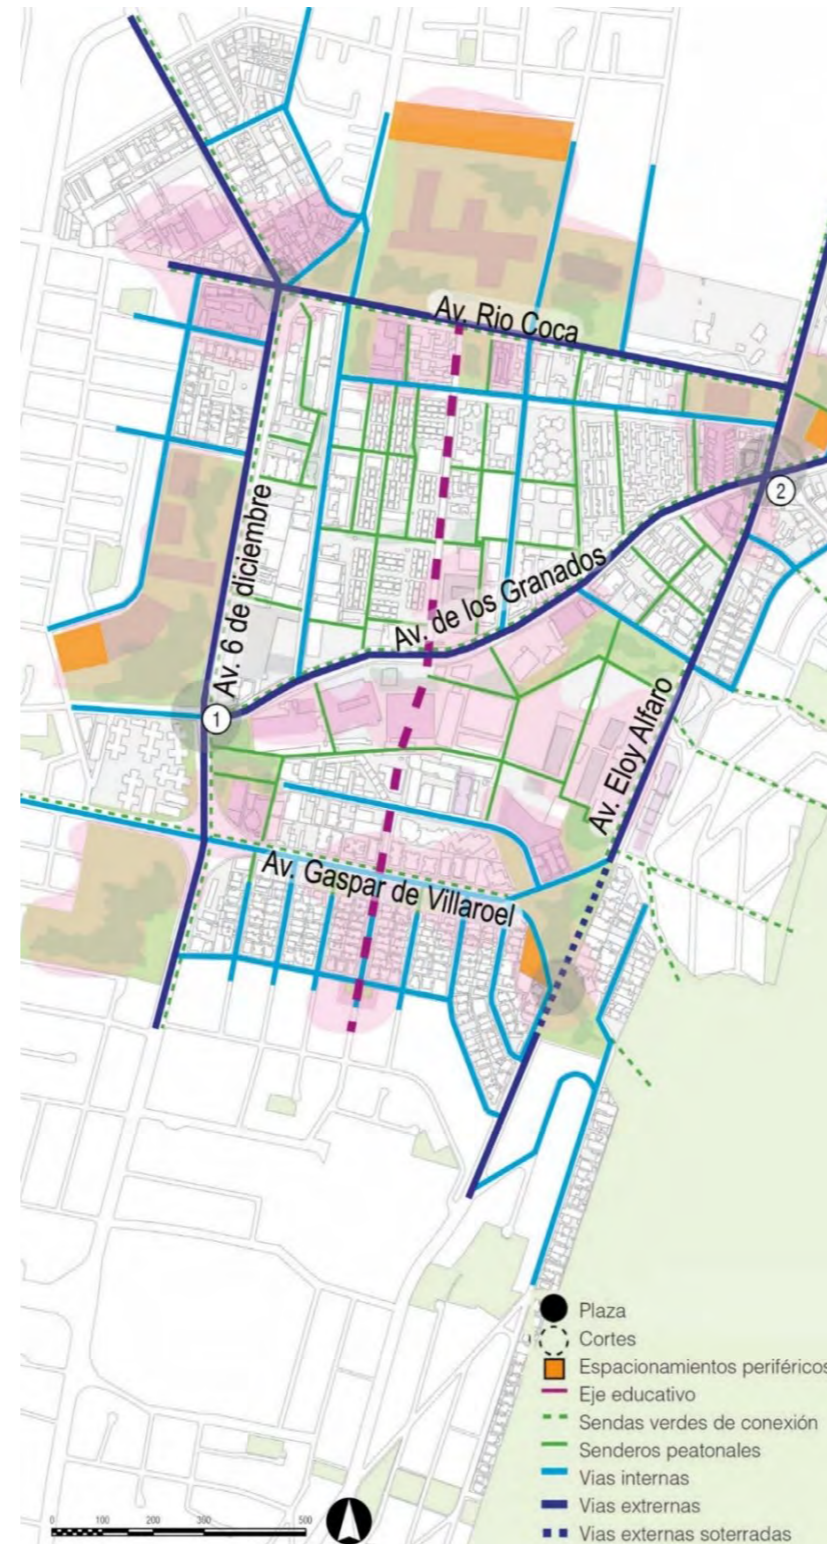 Av. Rio Coca
2
Av. 6 de diciembre
Av. de los Granados
1
Av. Eloy Alfaro
Av. Gaspar de Villaroel
Plaza
Cortes
Espacionamientos periféricos
Eje educativo
Sendas verdes de conexión
Senderos peatonales
Vias internas
Vias extrernas
Vias externas soterradas
0 100 200 300 500